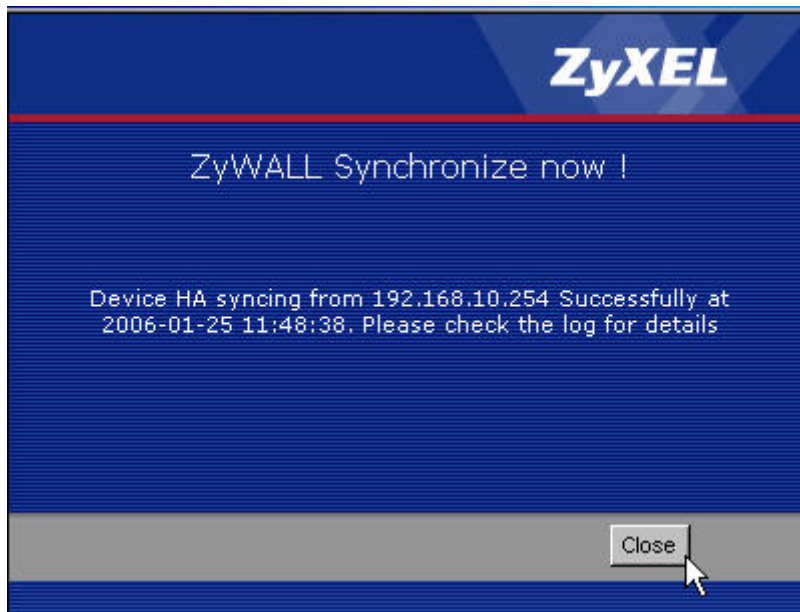 ZyXEL
ZyWALL Synchronize now !
Device HA syncing from 192.168.10.254 Successfully at
2006-01-25 11:48:38. Please check the log for details
Close